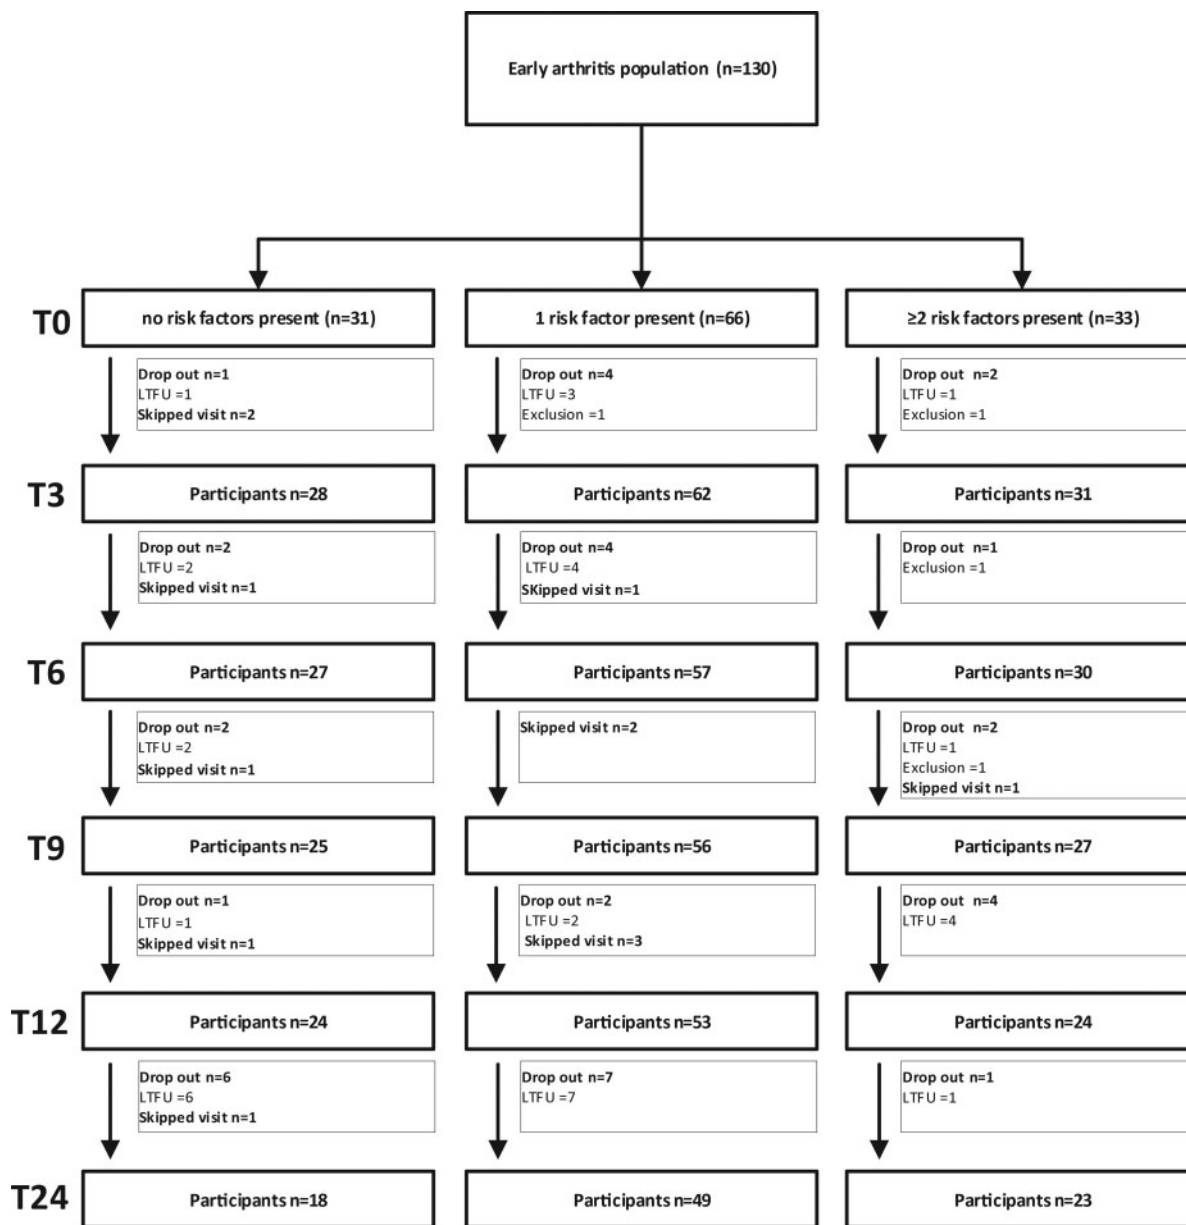 Early arthritis population (n=130)
T0
no risk factors present (n=31)
1 risk factor present (n=66)
≥2 risk factors present (n=33)
Drop out n=1
LTFU =1
Skipped visit n=2
Drop out n=4
LTFU =3
Exclusion =1
Drop out n=2
LTFU =1
Exclusion =1
T3
Participants n=28
Participants n=62
Participants n=31
Drop out n=2
LTFU =2
Skipped visit n=1
Drop out n=4
LTFU =4
SKipped visit n=1
Drop out n=1
Exclusion =1
T6
Participants n=27
Participants n=57
Participants n=30
Drop out n=2
LTFU =2
Skipped visit n=1
Skipped visit n=2
Drop out n=2
LTFU =1
Exclusion =1
Skipped visit n=1
T9
Participants n=25
Participants n=56
Participants n=27
Drop out n=1
LTFU =1
Skipped visit n=1
Drop out n=2
LTFU =2
Skipped visit n=3
Drop out n=4
LTFU =4
T12
Participants n=24
Participants n=53
Participants n=24
Drop out n=6
LTFU =6
Skipped visit n=1
Drop out n=7
LTFU =7
Drop out n=1
LTFU =1
T24
Participants n=18
Participants n=49
Participants n=23